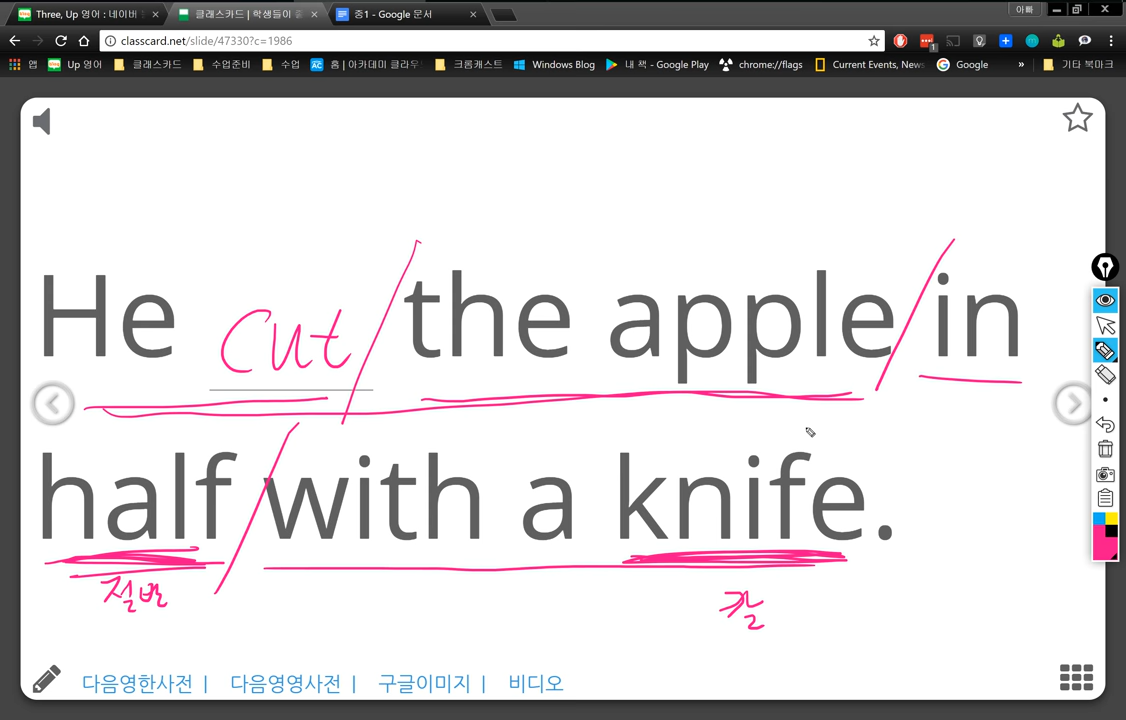 Three, Up 영어 : 네이버
클래스카드 | 학생들이 좋
중1 - Google 문서
아빠
classcard.net/slide/47330?c=1986
1
앱
Up 영어
클래스카드
수업준비
수업
홈 | 아카데미 클라우
크롬캐스트
Windows Blog
내 책 - Google Play
chrome://flags
Current Events, News
Google
»
기타 북마크
He cut the apple in
half with a knife.
절반
칼
다음영한사전 |
다음영영사전 |
구글이미지 |
비디오